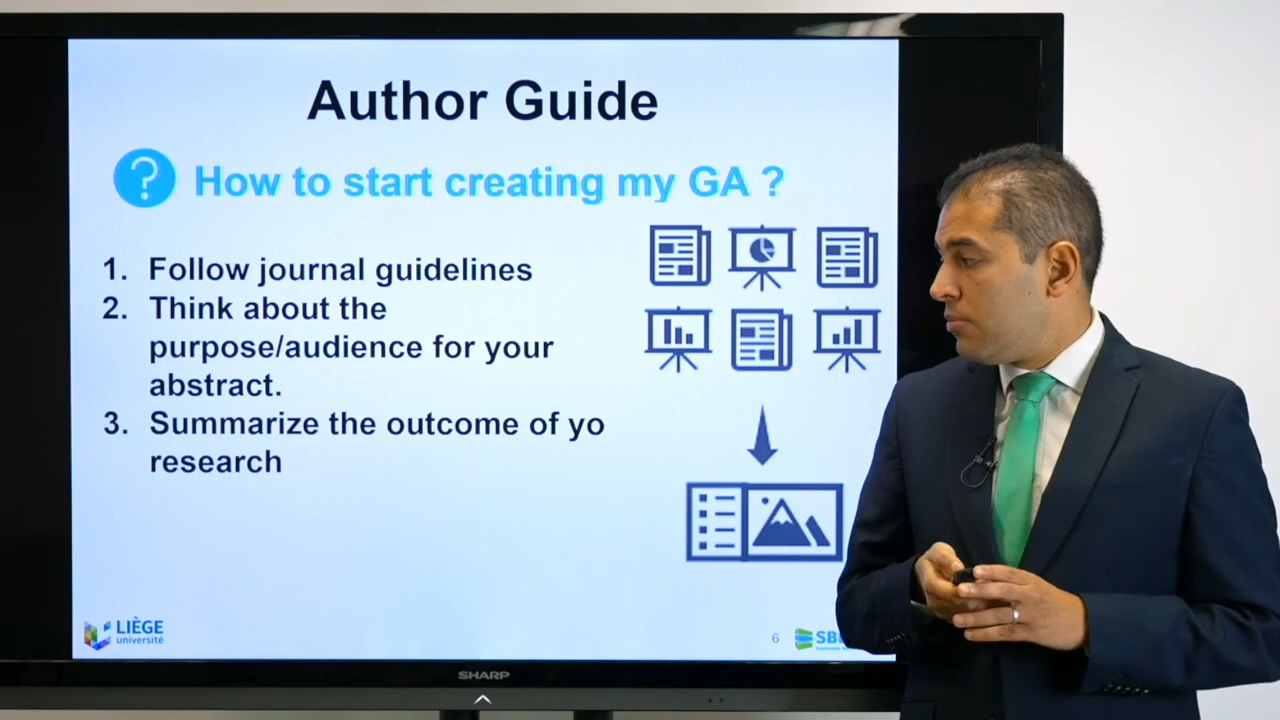 Author Guide
? How to start creating my GA ?
1. Follow journal guidelines
2. Think about the
purpose/audience for your
abstract.
3. Summarize the outcome of yo
research
LIÈGE
université
6
SHARP